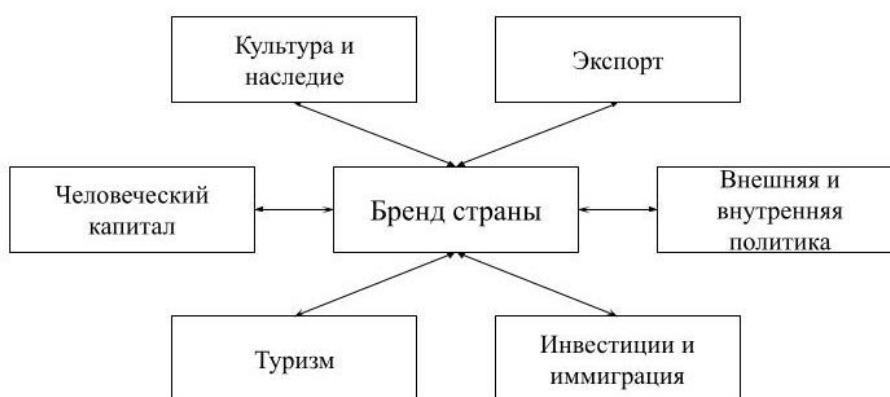 Культура и
наследие
Экспорт
Человеческий
капитал
Бренд страны
Внешняя и
внутренняя
политика
Туризм
Инвестиции и
иммиграция